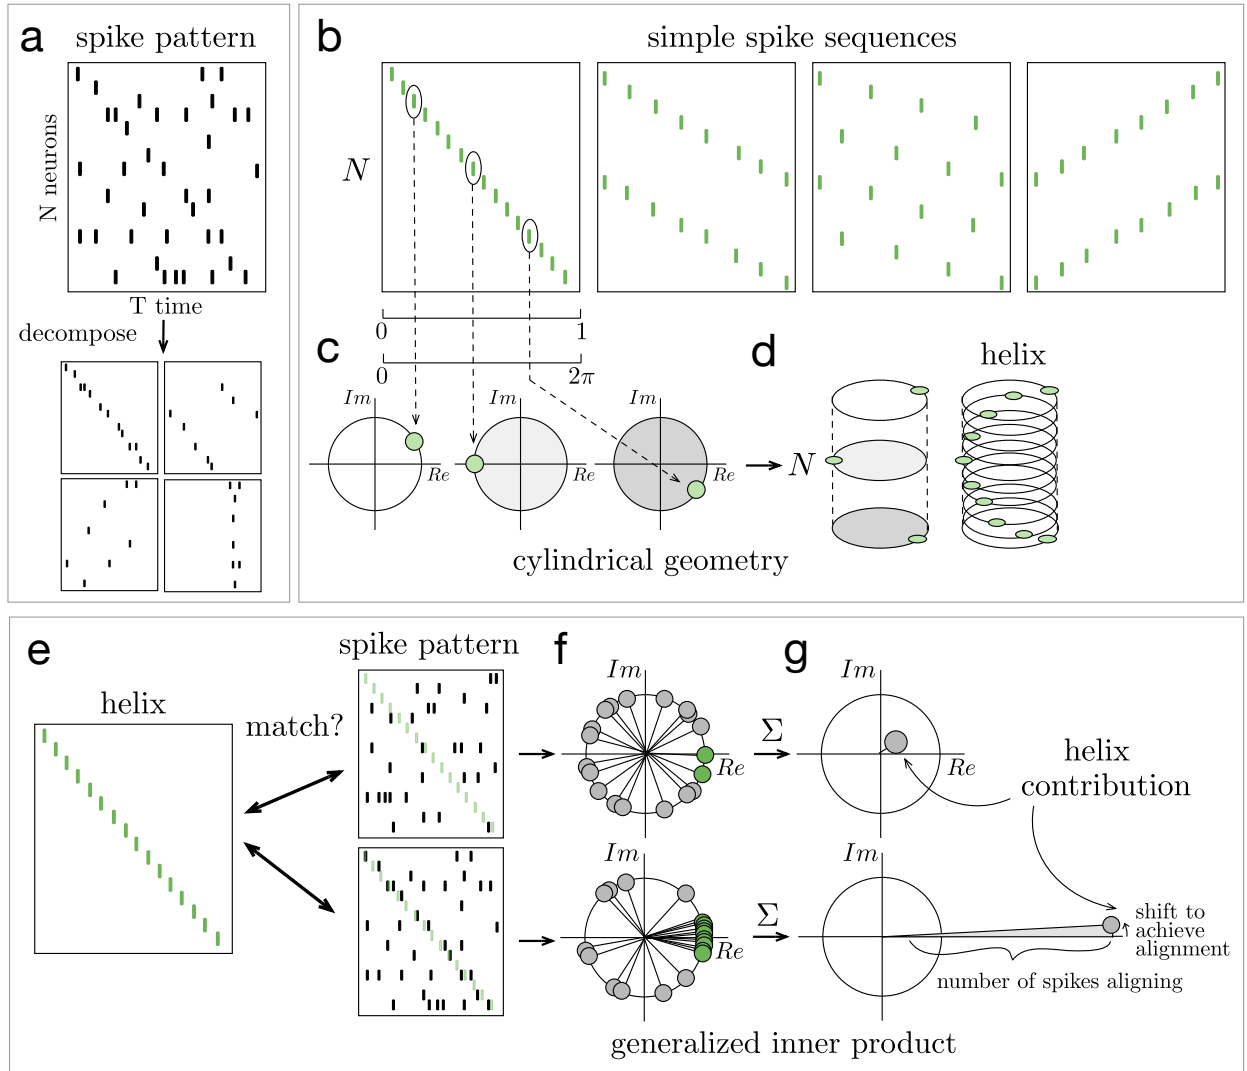 a
spike pattern
N neurons
T time
decompose
b
simple spike sequences
N
0
1
c
0
2π
Im
Re
Im
Re
Im
Re
cylindrical geometry
d
N
helix
e
helix
match?
spike pattern
f
Im
Re
Σ
Im
Re
Σ
generalized inner product
g
Im
Re
helix
contribution
Im
shift to
achieve
alignment
number of spikes aligning